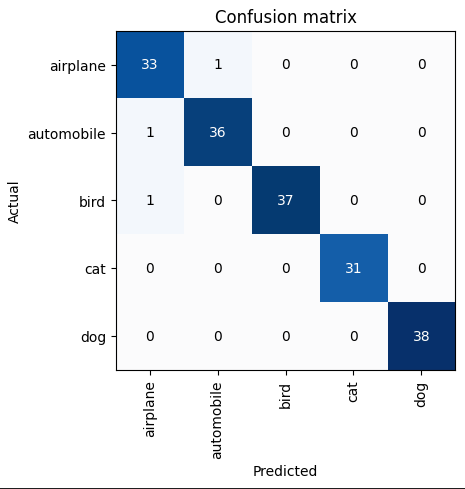 Confusion matrix
airplane 33 1 0 0 0
automobile 1 36 0 0 0
Actual
bird 1 0 37 0 0
cat 0 0 0 31 0
dog 0 0 0 0 38
airplane automobile bird cat dog
Predicted